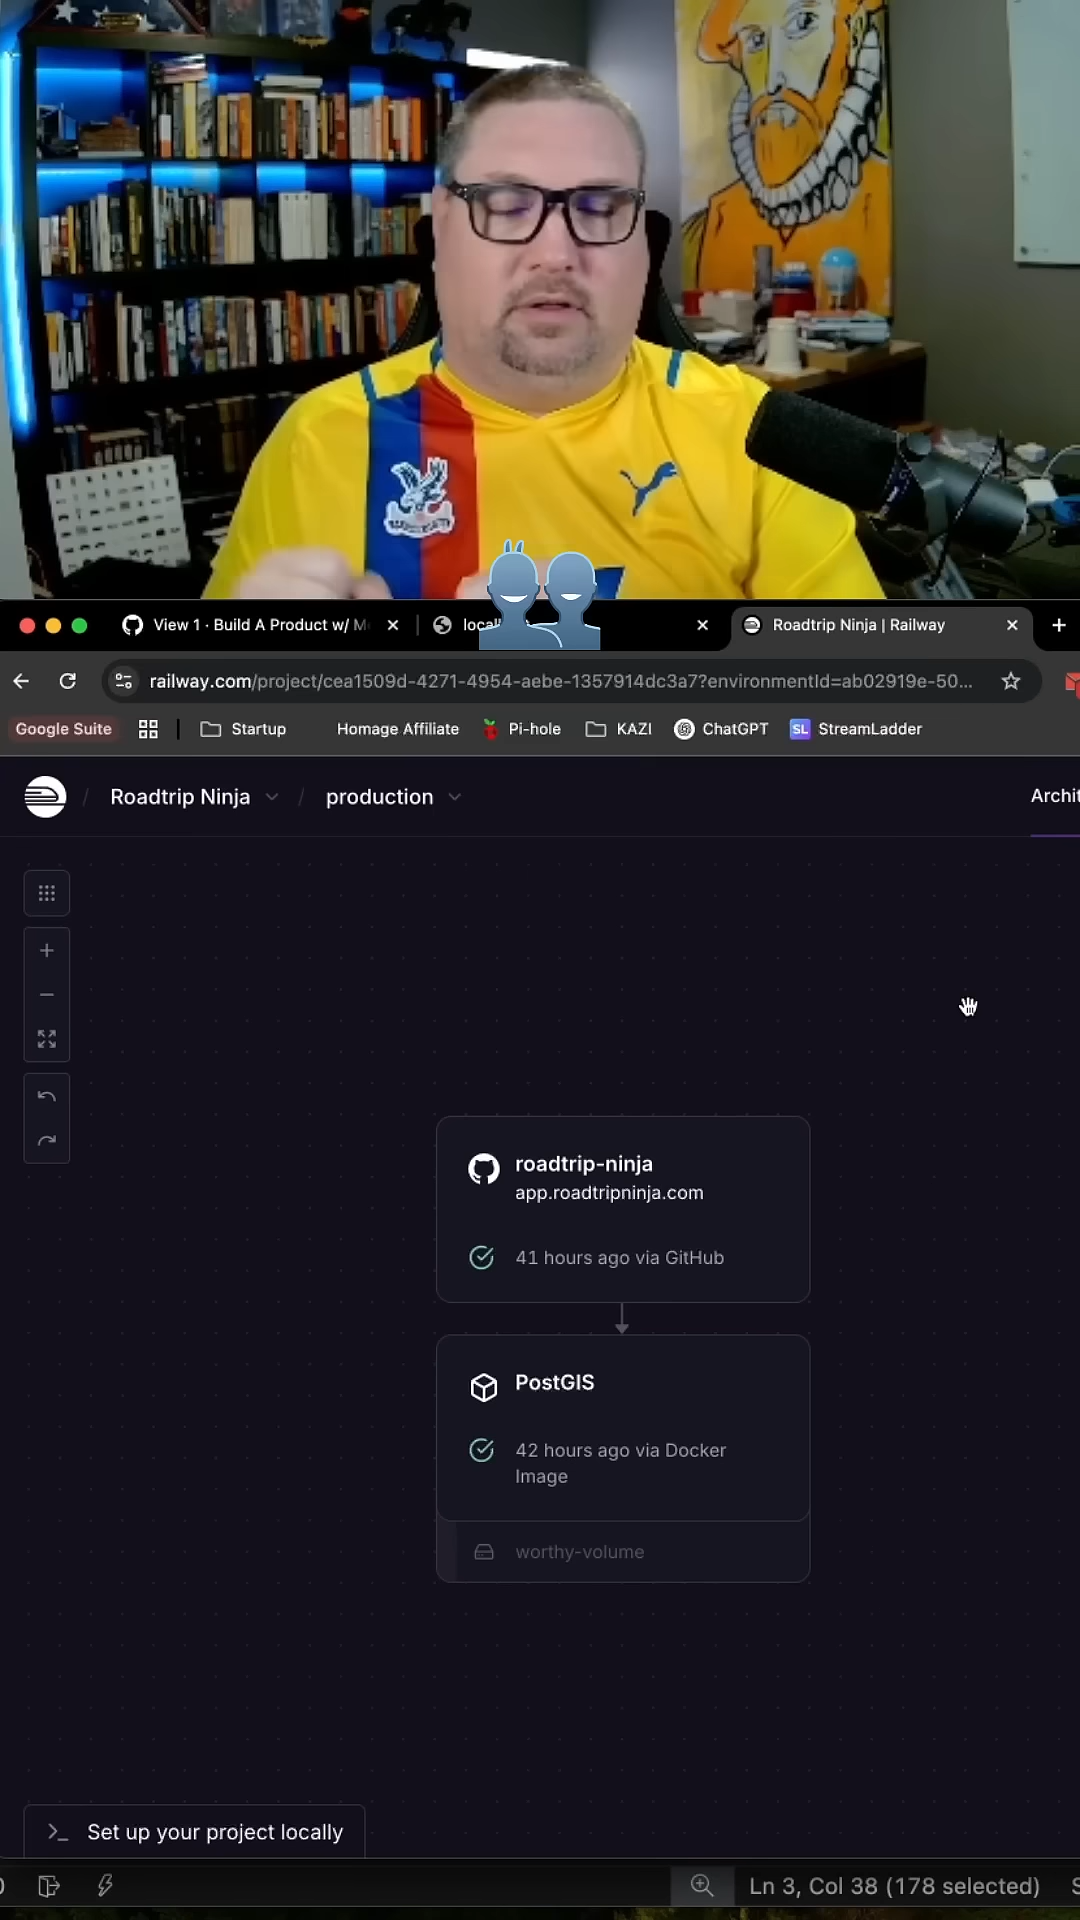 View 1 · Build A Product w/ M
local
Roadtrip Ninja | Railway
railway.com/project/cea1509d-4271-4954-aebe-1357914dc3a7?environmentId=ab02919e-50...
Google Suite
Startup
Homage Affiliate
Pi-hole
KAZI
ChatGPT
SL
StreamLadder
/ Roadtrip Ninja / production
Archit
roadtrip-ninja
app.roadtripninja.com
41 hours ago via GitHub
PostGIS
42 hours ago via Docker
Image
worthy-volume
>_ Set up your project locally
Ln 3, Col 38 (178 selected)